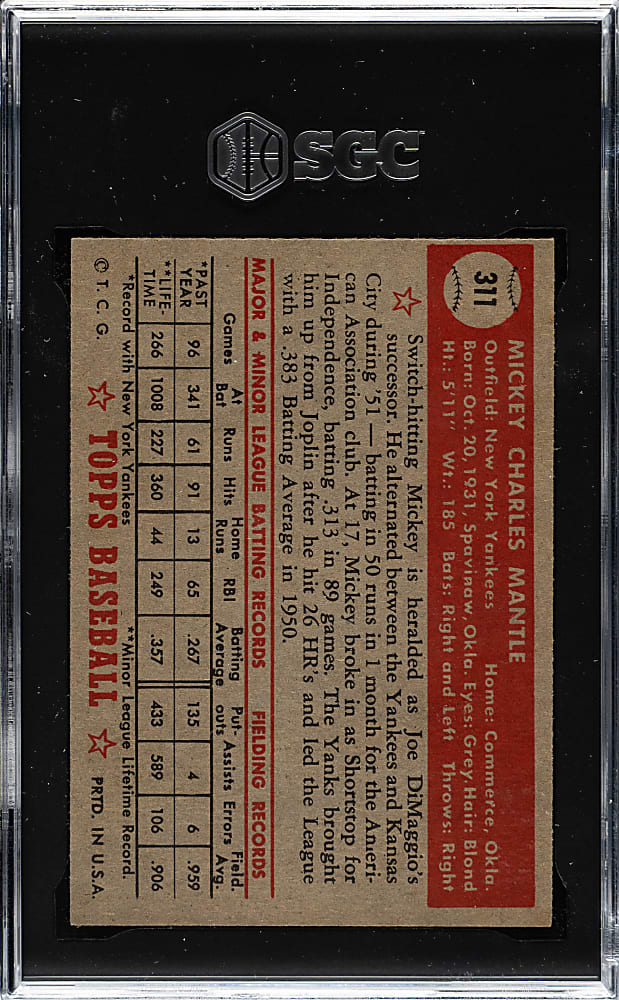 SGC
311
MICKEY CHARLES MANTLE
Outfield: New York Yankees Home: Commerce, Okla.
Born: Oct. 20, 1931, Spavinaw, Okla. Eyes: Grey Hair: Blond
Ht.: 5'11" Wt.: 185 Bats: Right and Left Throws: Right
Switch-hitting Mickey is heralded as Joe DiMaggio's
successor. He alternated between the Yankees and Kansas
City during '51 — batting in 50 runs in 1 month for the Ameri-
can Association club. At 17, Mickey broke in as Shortstop for
Independence, batting .313 in 89 games. The Yanks brought
him up from Joplin after he hit 26 HR's and led the League
with a .383 Batting Average in 1950.
MAJOR & MINOR LEAGUE BATTING RECORDS FIELDING RECORDS
Games At Bat Runs Hits Home Runs RBI Batting Average Put-outs Assists Errors Field. Avg.
*PAST YEAR 96 341 61 91 13 65 .267 135 4 6 .959
**LIFE-TIME 266 1008 227 360 44 249 .357 433 589 106 .906
*Record with New York Yankees **Minor League Lifetime Record.
© T. C. G. TOPPS BASEBALL PRTD. IN U.S.A.